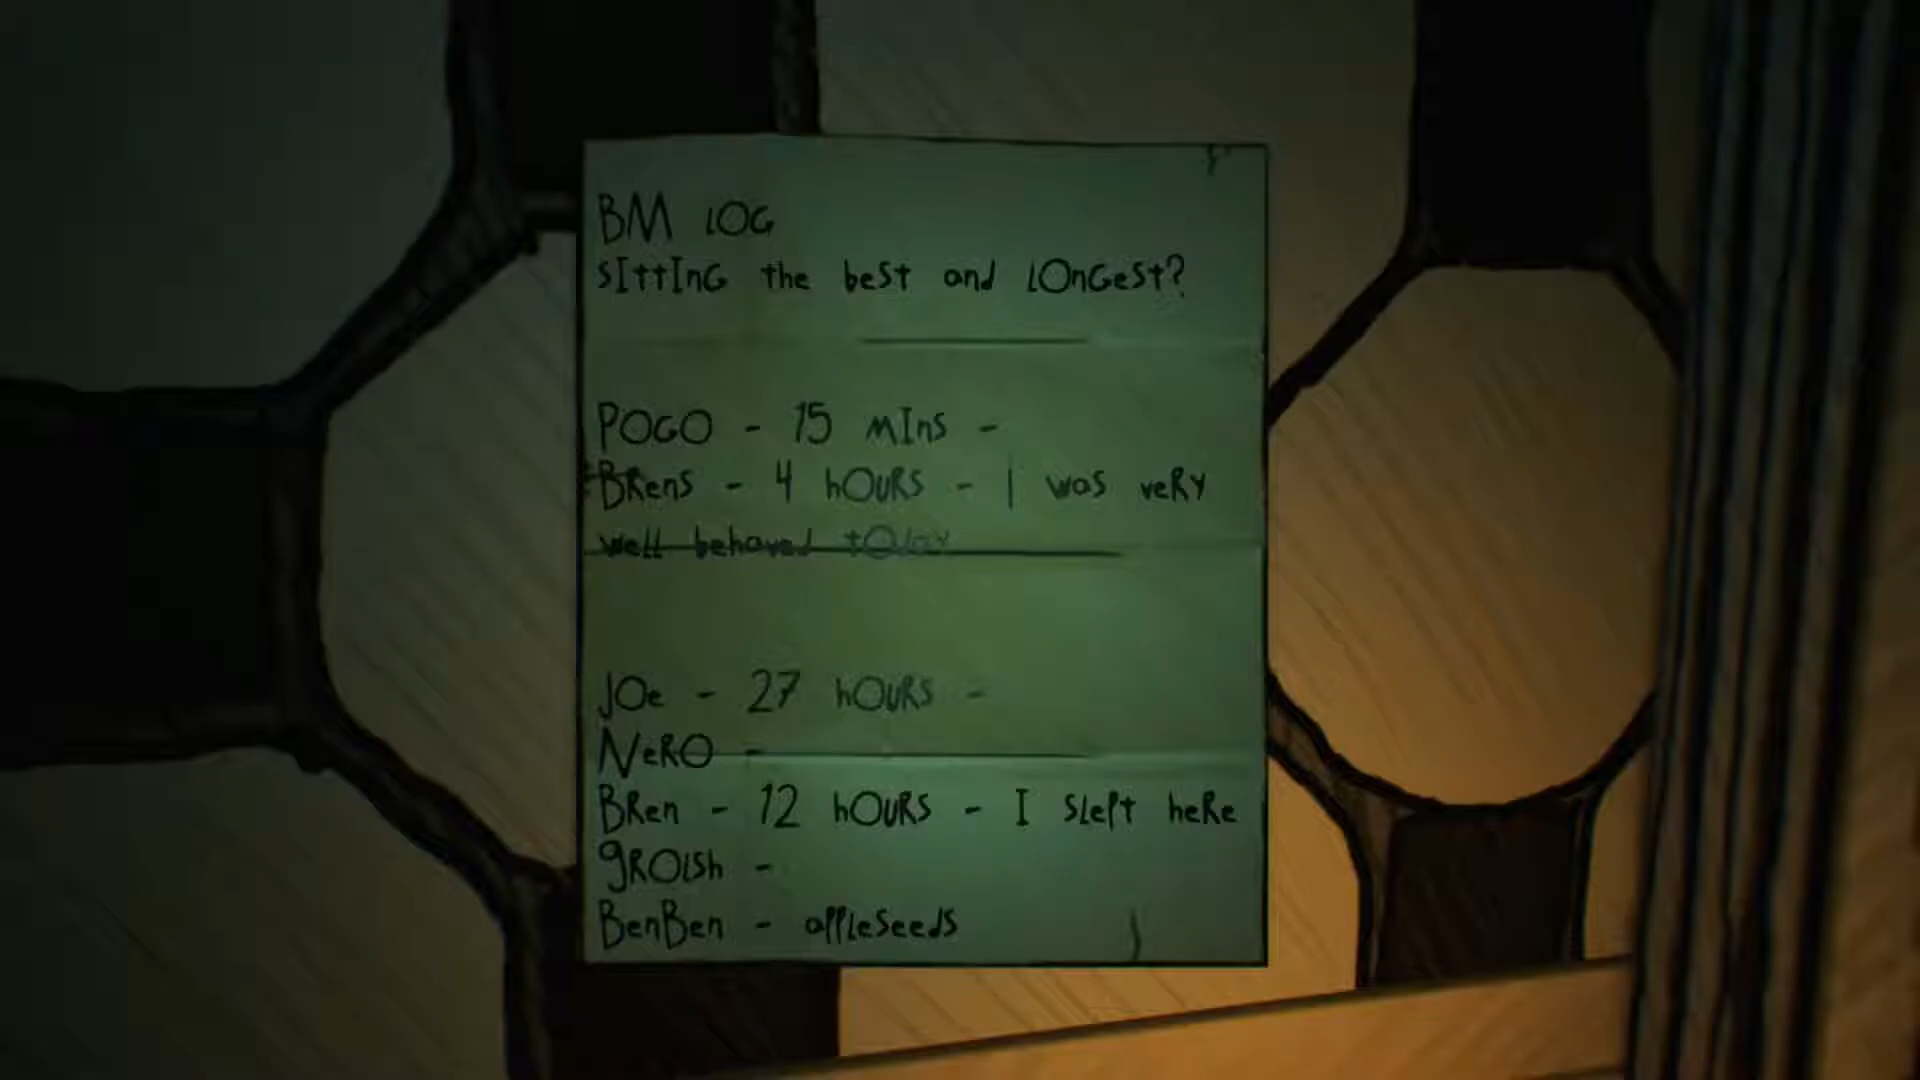 BM LOG
sIttInG the beSt and LOnGeSt?
POGO - 15 mIns -
BRens - 4 hOURS - I was veRy
well behaved tOday
JOe - 27 hOURS -
NeRO -
BRen - 12 hOURS - I SLePt heRe
gROLSh -
BenBen - aPPLeSeedS